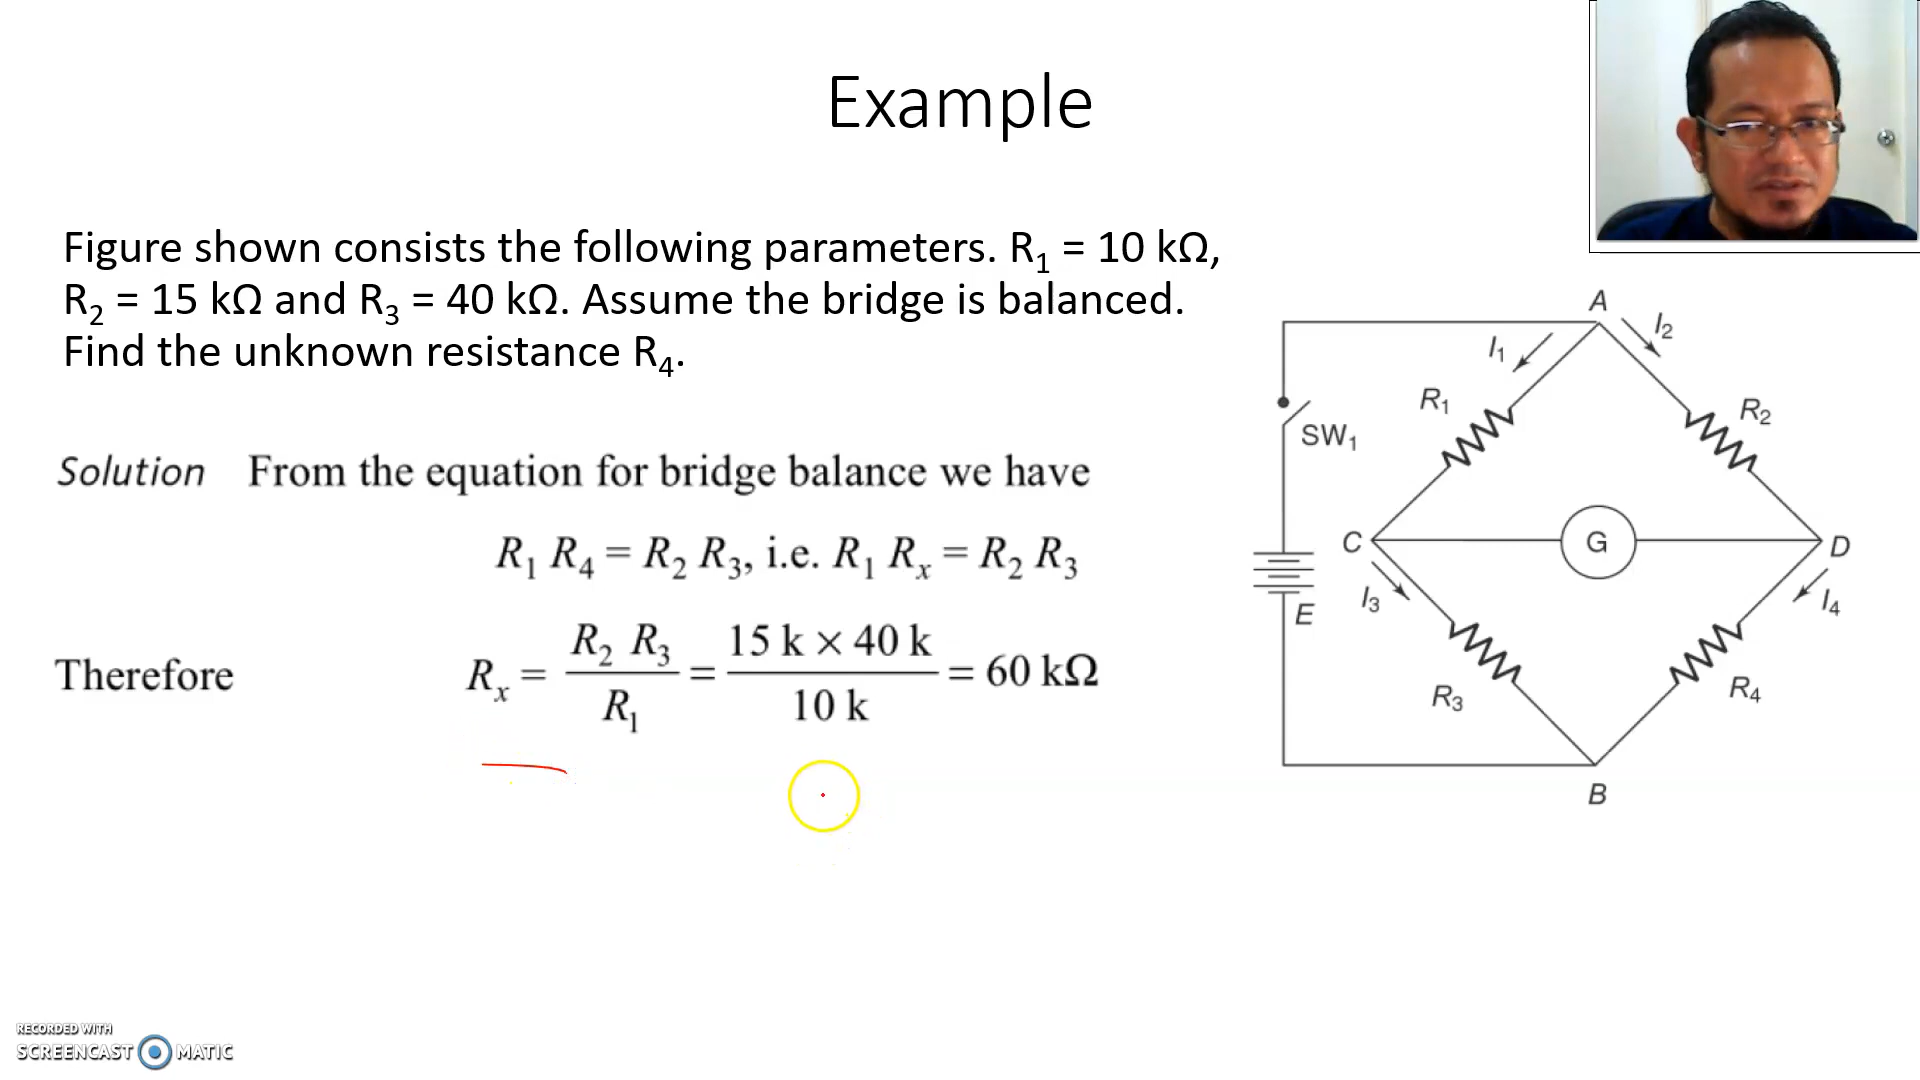 Example
Figure shown consists the following parameters. R₁ = 10 kΩ,
R₂ = 15 kΩ and R₃ = 40 kΩ. Assume the bridge is balanced.
Find the unknown resistance R₄.
Solution From the equation for bridge balance we have
R₁ R₄ = R₂ R₃, i.e. R₁ Rₓ = R₂ R₃
Therefore Rₓ = R₂ R₃ / R₁ = 15 k × 40 k / 10 k = 60 kΩ
A
I₁
I₂
R₁
R₂
SW₁
C
G
D
E
I₃
I₄
R₃
R₄
B
RECORDED WITH
SCREENCAST MATIC